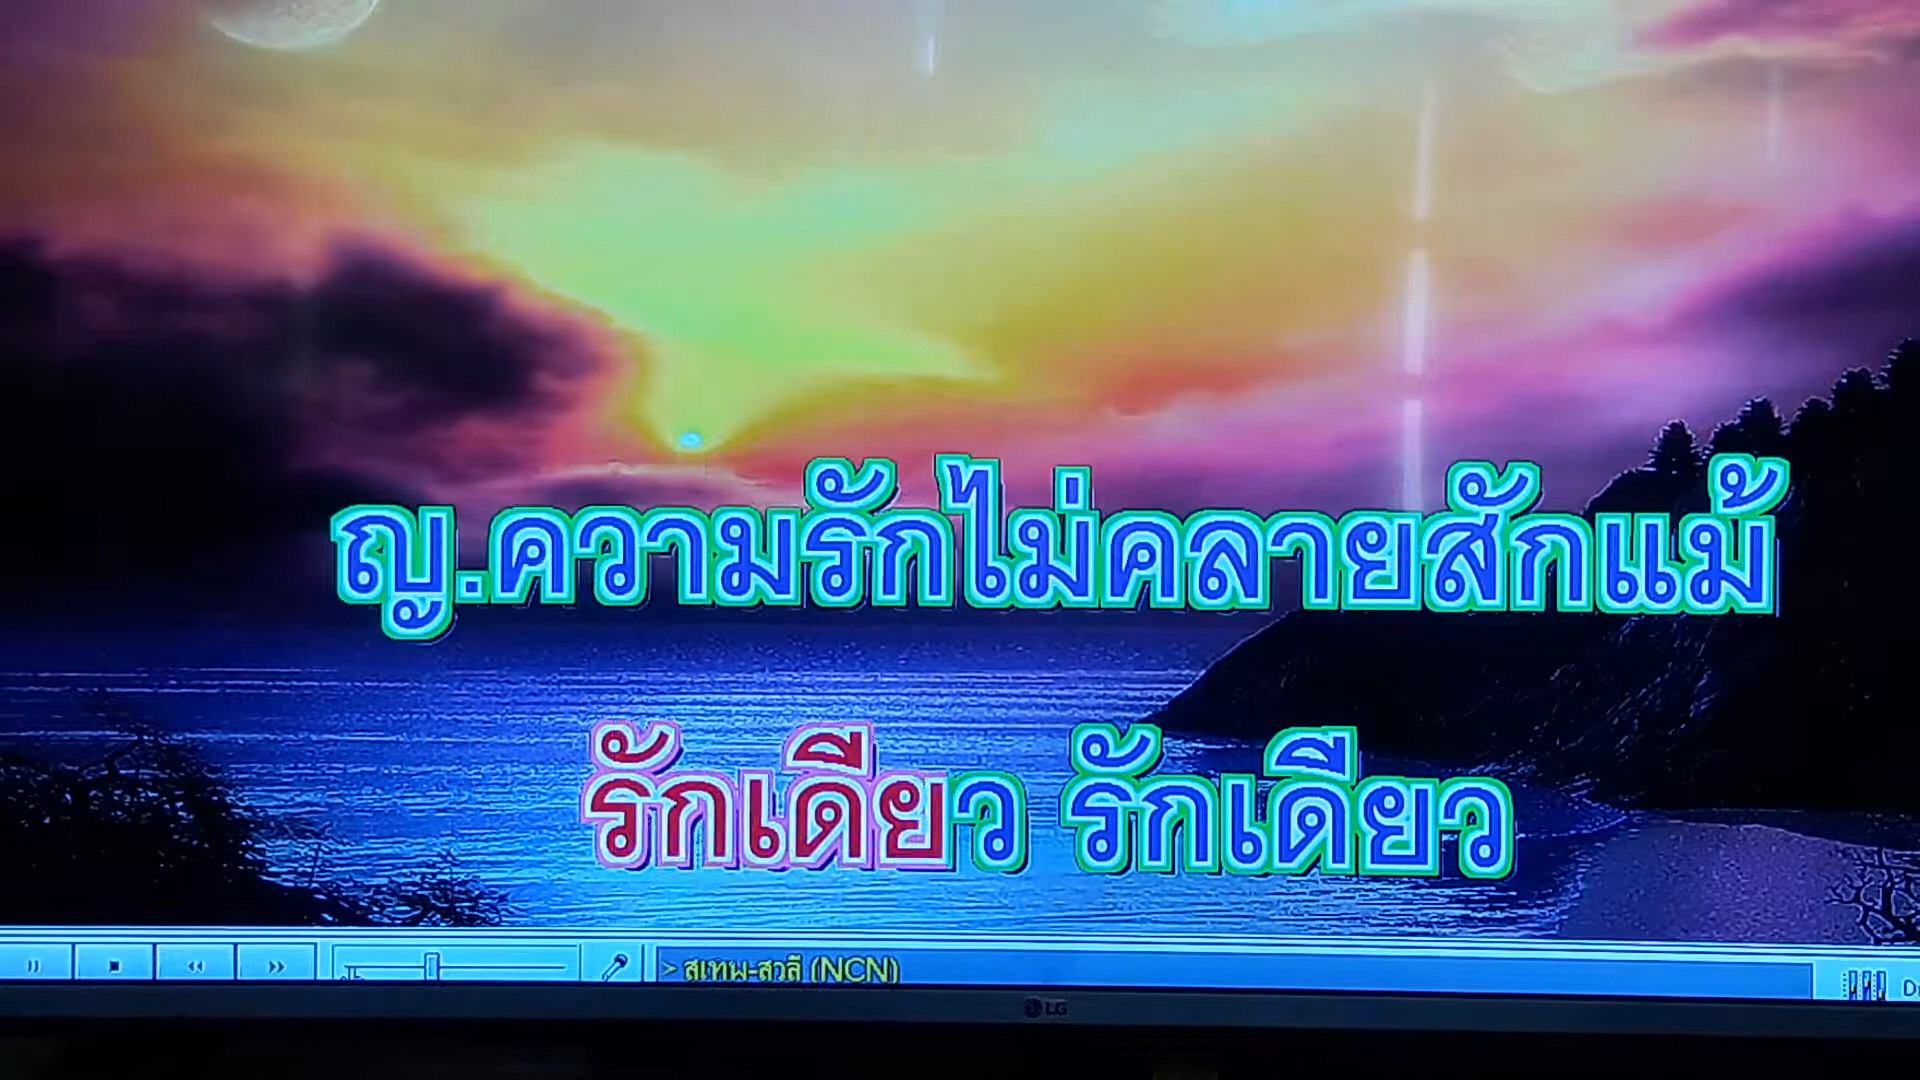 ญ.ความรักไม่คลายสักแม้
รักเดียว รักเดียว
> สุเทพ-สวลี (NCN)
LG